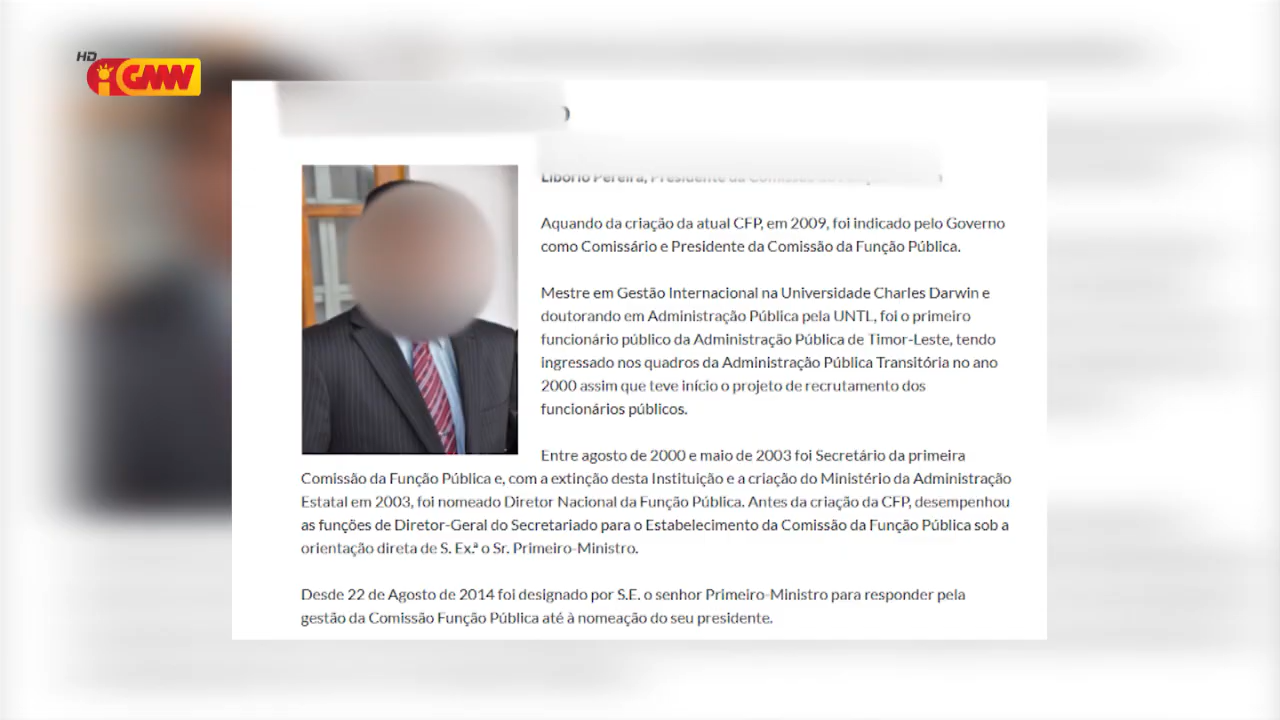 HD
GMN
Aquando da criação da atual CFP, em 2009, foi indicado pelo Governo
como Comissário e Presidente da Comissão da Função Pública.
Mestre em Gestão Internacional na Universidade Charles Darwin e
doutorando em Administração Pública pela UNTL, foi o primeiro
funcionário público da Administração Pública de Timor-Leste, tendo
ingressado nos quadros da Administração Pública Transitória no ano
2000 assim que teve início o projeto de recrutamento dos
funcionários públicos.
Entre agosto de 2000 e maio de 2003 foi Secretário da primeira
Comissão da Função Pública e, com a extinção desta Instituição e a criação do Ministério da Administração
Estatal em 2003, foi nomeado Diretor Nacional da Função Pública. Antes da criação da CFP, desempenhou
as funções de Diretor-Geral do Secretariado para o Estabelecimento da Comissão da Função Pública sob a
orientação direta de S. Ex.ª o Sr. Primeiro-Ministro.
Desde 22 de Agosto de 2014 foi designado por S.E. o senhor Primeiro-Ministro para responder pela
gestão da Comissão Função Pública até à nomeação do seu presidente.